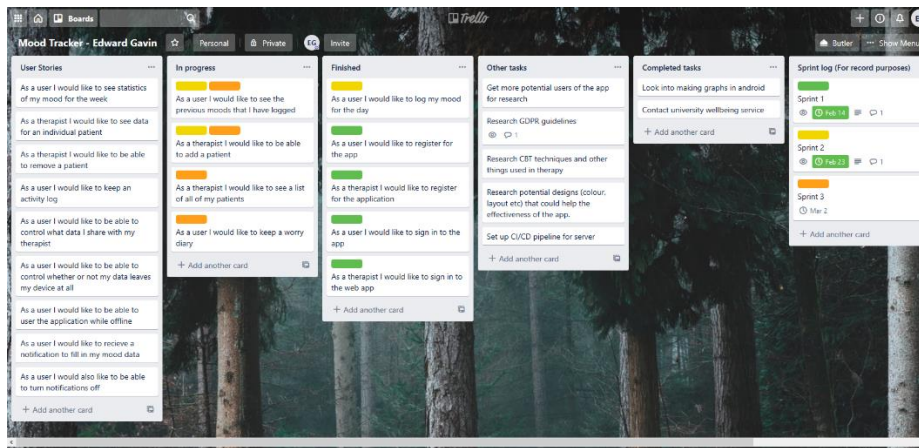 Boards
Trello
Mood Tracker - Edward Gavin
Personal
Private
EG
Invite
Butler
Show Menu
User Stories
As a user I would like to see statistics
of my mood for the week
As a therapist I would like to see data
for an individual patient
As a therapist I would like to be able
to remove a patient
As a user I would like to keep an
activity log
As a user I would like to be able to
control what data I share with my
therapist
As a user I would like to be able to
control whether or not my data leaves
my device at all
As a user I would like to be able to
user the application while offline
As a user I would like to recieve a
notification to fill in my mood data
As a user I would also like to be able
to turn notifications off
+ Add another card
In progress
As a user I would like to see the
previous moods that I have logged
As a therapist I would like to be able
to add a patient
As a therapist I would like to see a list
of all of my patients
As a user I would like to keep a worry
diary
+ Add another card
Finished
As a user I would like to log my mood
for the day
As a user I would like to register for
the app
As a therapist I would like to register
for the application
As a user I would like to sign in to the
app
As a therapist I would like to sign in to
the web app
+ Add another card
Other tasks
Get more potential users of the app
for research
Research GDPR guidelines
1
Research CBT techniques and other
things used in therapy
Research potential designs (colour,
layout etc) that could help the
effectiveness of the app.
Set up CI/CD pipeline for server
+ Add another card
Completed tasks
Look into making graphs in android
Contact university wellbeing service
+ Add another card
Sprint log (For record purposes)
Sprint 1
Feb 14
1
Sprint 2
Feb 23
1
Sprint 3
Mar 2
+ Add another card